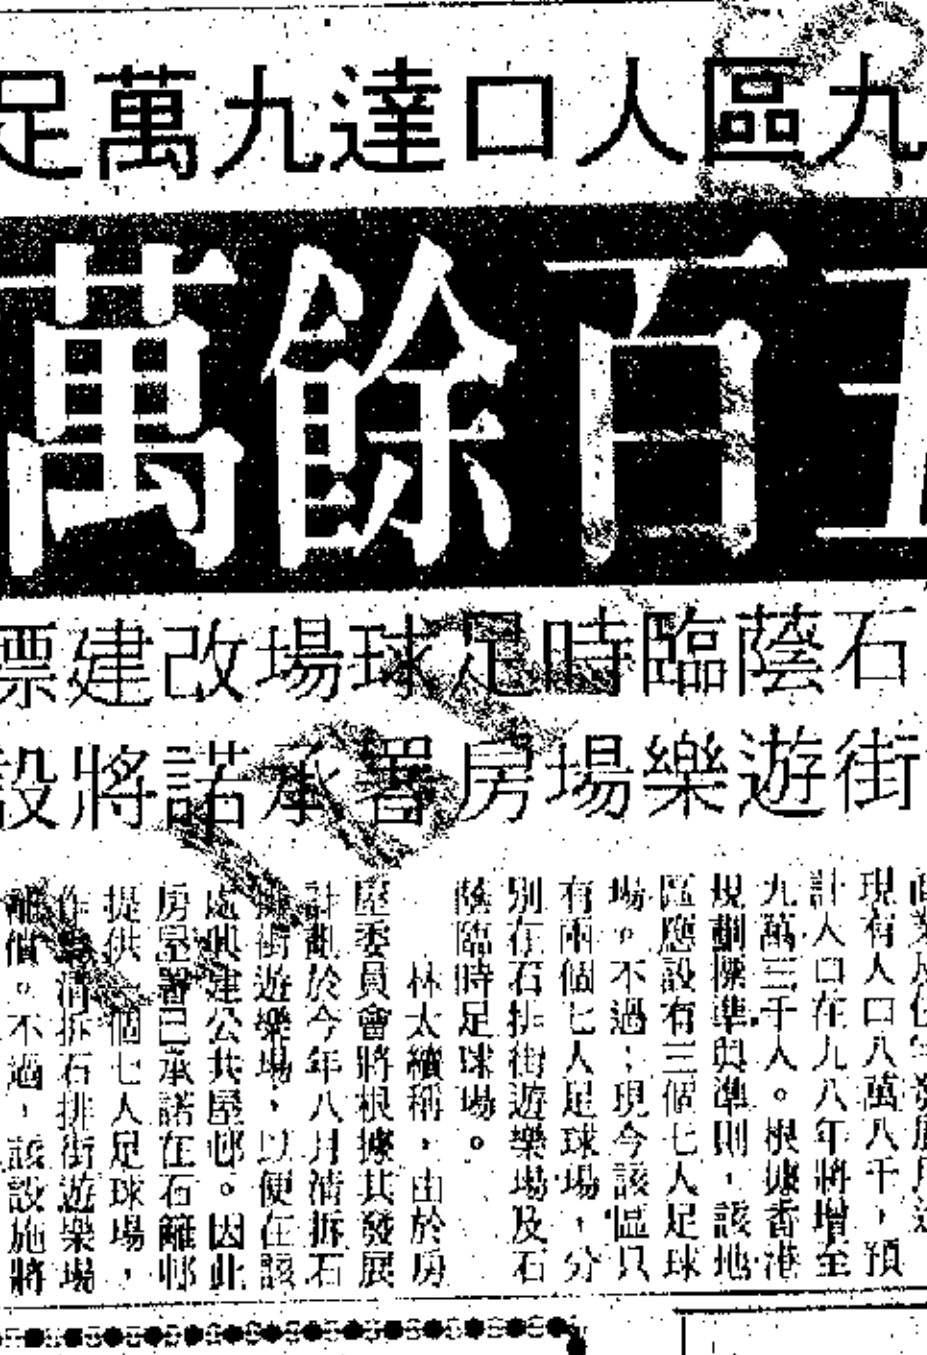 九區人口達九萬足
五百餘萬
石蔭臨時足球場改建標
街遊樂場房署承諾將設
商業及住宅發展用途
現有人口八萬八千，預
計人口在九八年將增至
九萬三千人。根據香港
規劃標準與準則，該地
區應設有三個七人足球
場。不過；現今該區只
有兩個七人足球場，分
別在石排街遊樂場及石
蔭臨時足球場。
林太續稱，由於房
屋委員會將根據其發展
計劃於今年八月清拆石
排街遊樂場，以便在該
處興建公共屋邨。因此
房屋署已承諾在石籬邨
提供一個七人足球場，
作為清拆石排街遊樂場
補償。不過，該設施將